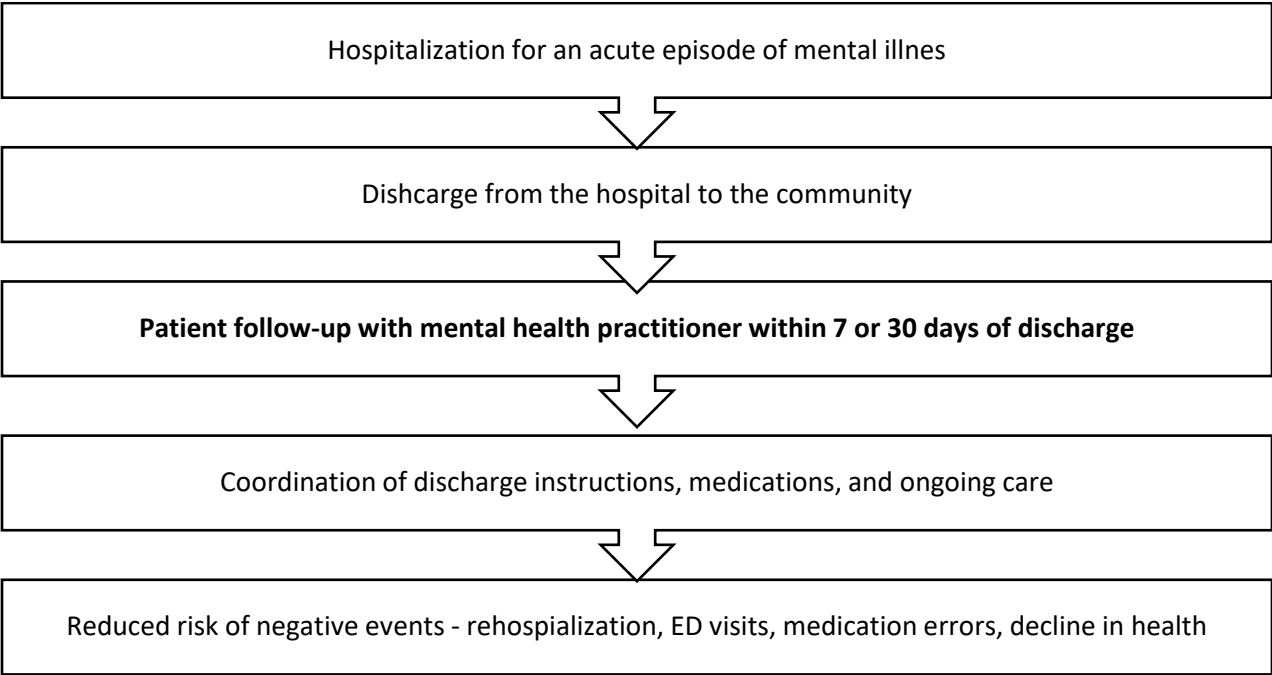 Hospitalization for an acute episode of mental illnes
Dishcarge from the hospital to the community
Patient follow-up with mental health practitioner within 7 or 30 days of discharge
Coordination of discharge instructions, medications, and ongoing care
Reduced risk of negative events - rehospialization, ED visits, medication errors, decline in health